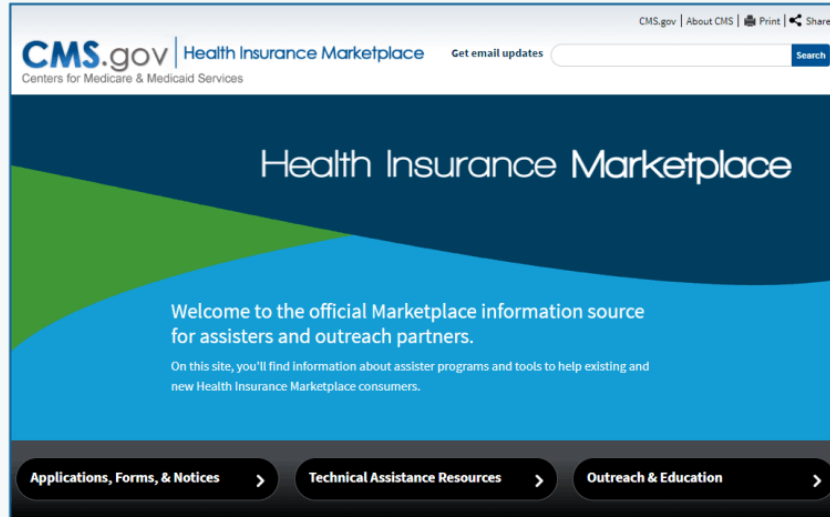 CMS.gov | About CMS | Print | Share
CMS.gov | Health Insurance Marketplace
Get email updates
Search
Centers for Medicare & Medicaid Services
Health Insurance Marketplace
Welcome to the official Marketplace information source
for assisters and outreach partners.
On this site, you'll find information about assister programs and tools to help existing and
new Health Insurance Marketplace consumers.
Applications, Forms, & Notices
Technical Assistance Resources
Outreach & Education